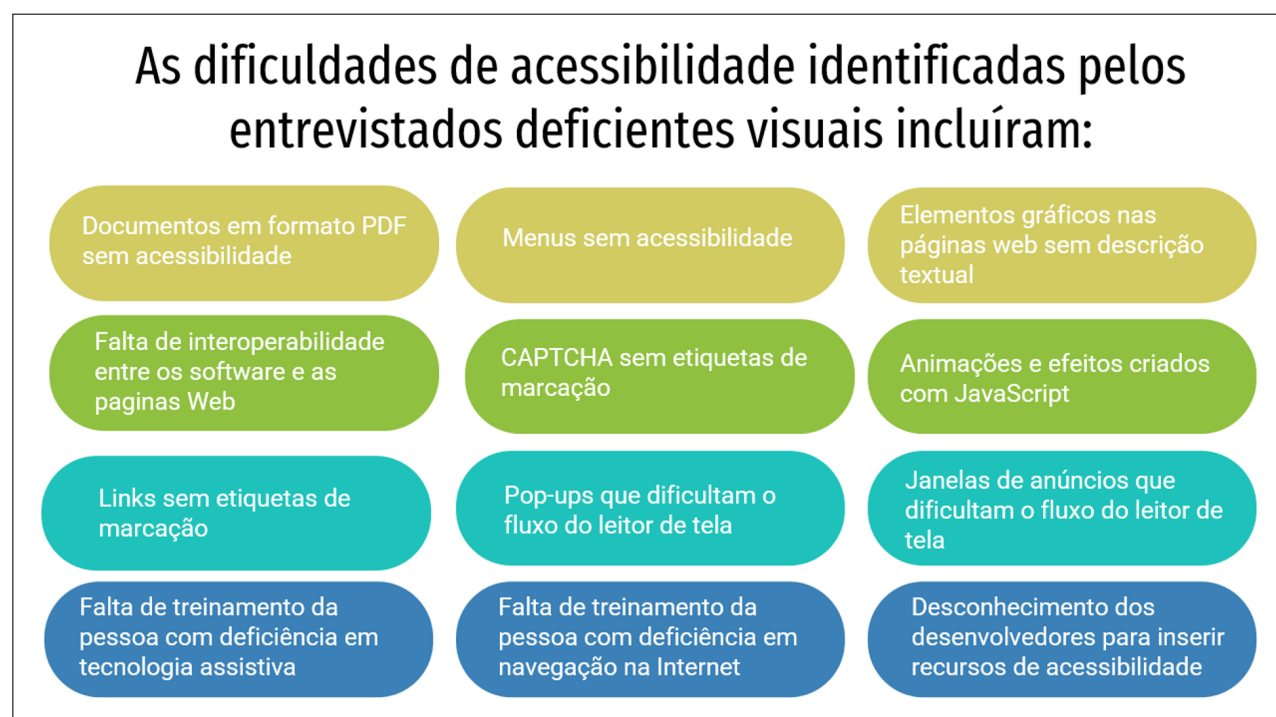 As dificuldades de acessibilidade identificadas pelos
entrevistados deficientes visuais incluíram:
Documentos em formato PDF
sem acessibilidade
Menus sem acessibilidade
Elementos gráficos nas
páginas web sem descrição
textual
Falta de interoperabilidade
entre os software e as
paginas Web
CAPTCHA sem etiquetas de
marcação
Animações e efeitos criados
com JavaScript
Links sem etiquetas de
marcação
Pop-ups que dificultam o
fluxo do leitor de tela
Janelas de anúncios que
dificultam o fluxo do leitor de
tela
Falta de treinamento da
pessoa com deficiência em
tecnologia assistiva
Falta de treinamento da
pessoa com deficiência em
navegação na Internet
Desconhecimento dos
desenvolvedores para inserir
recursos de acessibilidade